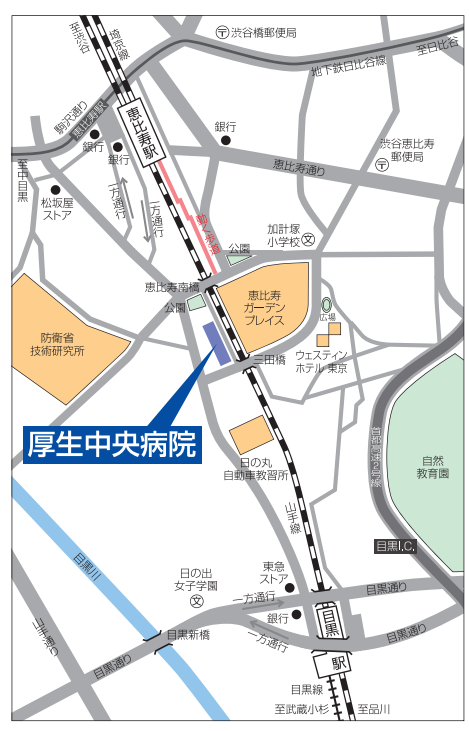 至渋谷
埼京線
〒渋谷橋郵便局
至日比谷
地下鉄日比谷線
駒沢通り
恵比寿駅
恵比寿駅
銀行
銀行
銀行
渋谷恵比寿
郵便局
〒
恵比寿通り
至中目黒
松坂屋
ストア
一方通行
一方通行
動く歩道
加計塚
小学校
文
公園
恵比寿南橋
公園
恵比寿
ガーデン
プレイス
広場
防衛省
技術研究所
三田橋
ウェスティン
ホテル東京
厚生中央病院
首都高速2号線
日の丸
自動車教習所
自然
教育園
山手線
目黒I.C.
目黒川
日の出
女子学園
文
東急
ストア
目黒通り
一方通行
銀行
目黒
山手通り
目黒新橋
一方通行
目黒通り
目黒通り
駅
目黒線
至武蔵小杉
至品川